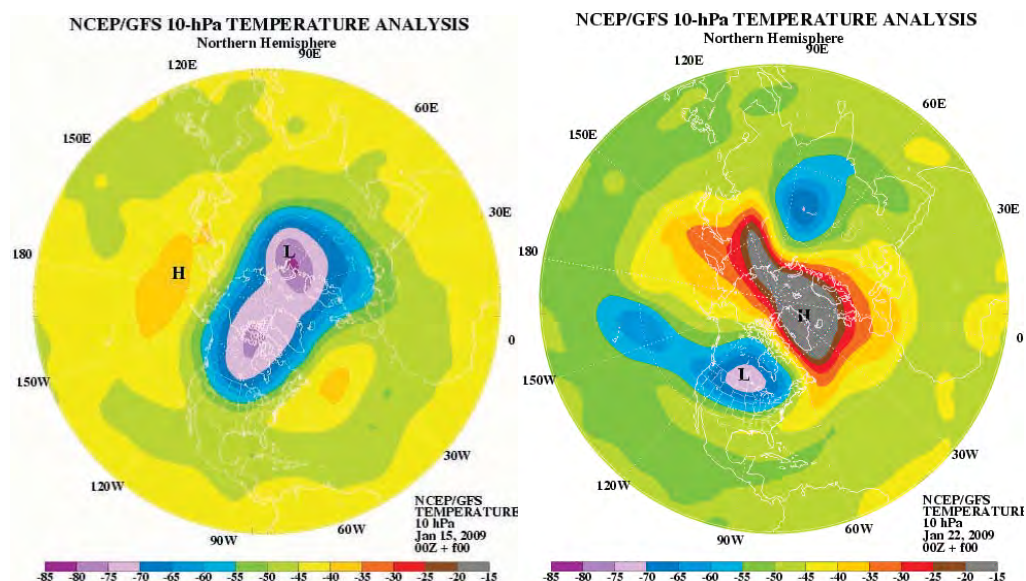 NCEP/GFS 10-hPa TEMPERATURE ANALYSIS
Northern Hemisphere
90E
120E
60E
150E
30E
180
L
H
0
150W
30W
120W
60W
90W
NCEP/GFS
TEMPERATURE
10 hPa
Jan 15, 2009
00Z + f00
-85 -80 -75 -70 -65 -60 -55 -50 -45 -40 -35 -30 -25 -20 -15
NCEP/GFS 10-hPa TEMPERATURE ANALYSIS
Northern Hemisphere
90E
120E
60E
150E
30E
180
H
0
L
150W
30W
120W
60W
90W
NCEP/GFS
TEMPERATURE
10 hPa
Jan 22, 2009
00Z + f00
-85 -80 -75 -70 -65 -60 -55 -50 -45 -40 -35 -30 -25 -20 -15